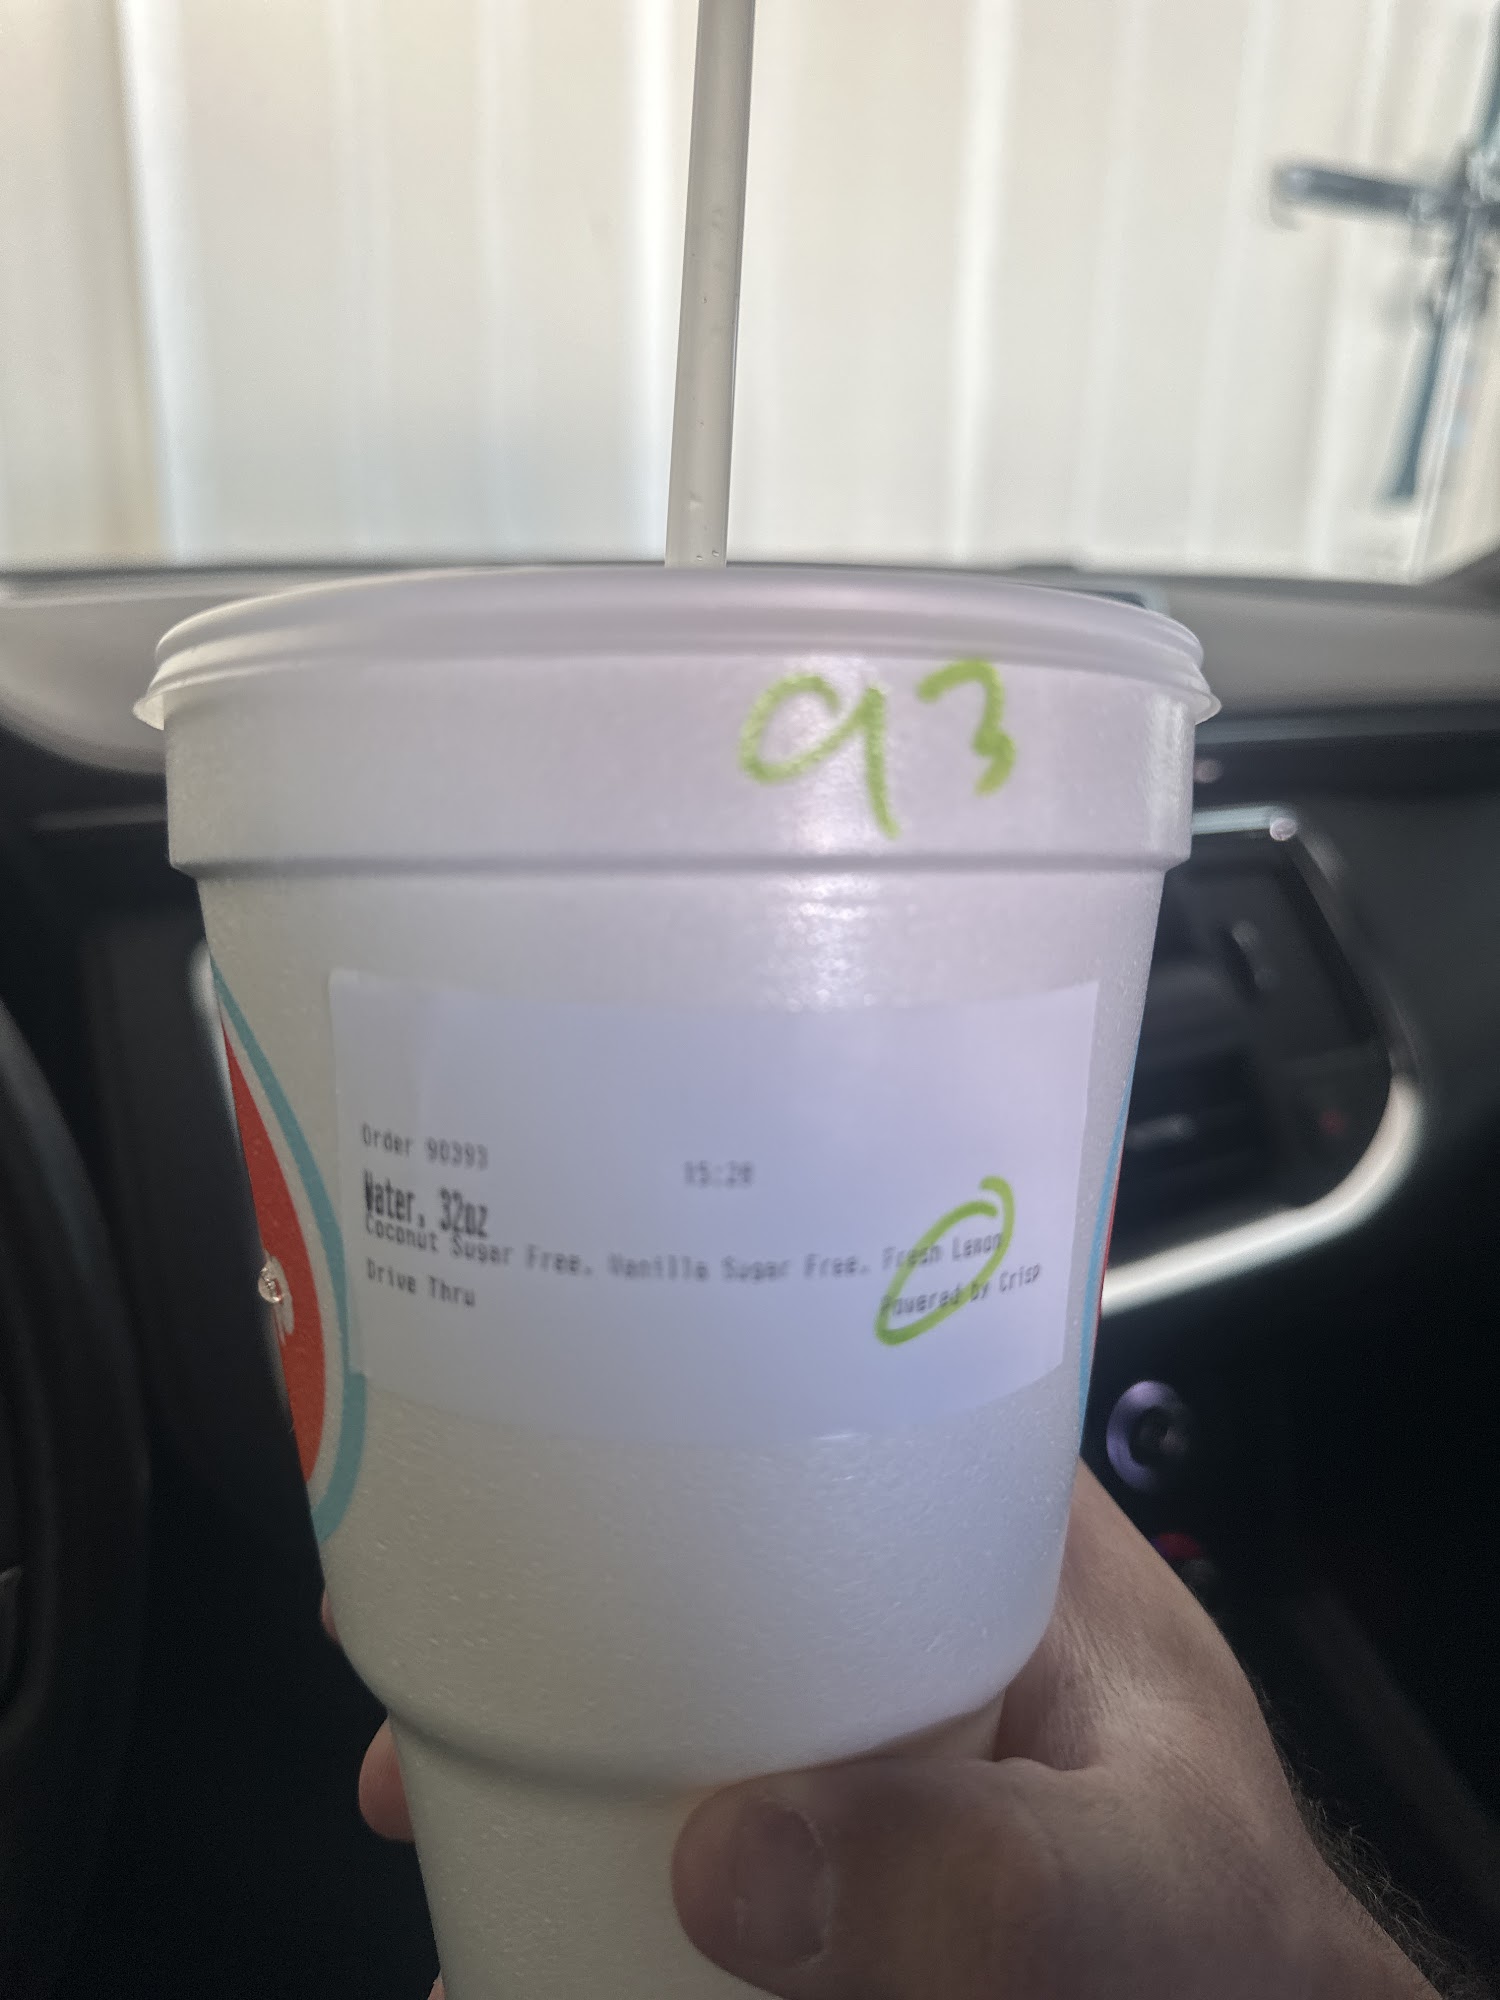 93
Order 90393
15:28
Water, 32oz
Coconut Sugar Free, Vanilla Sugar Free, Fresh Lemon
Drive Thru
Powered by Crisp